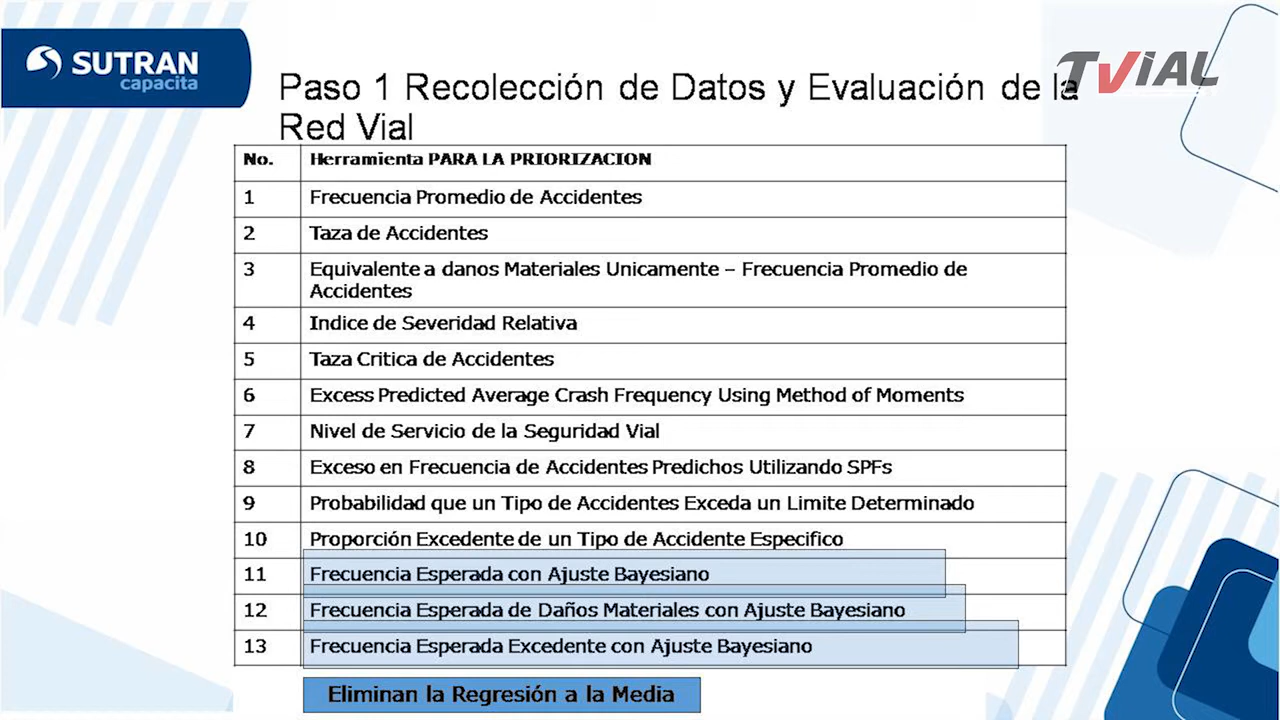 SUTRAN
capacita
TViAL
Paso 1 Recolección de Datos y Evaluación de la
Red Vial
No. Herramienta PARA LA PRIORIZACION
1 Frecuencia Promedio de Accidentes
2 Taza de Accidentes
3 Equivalente a danos Materiales Unicamente – Frecuencia Promedio de
Accidentes
4 Indice de Severidad Relativa
5 Taza Critica de Accidentes
6 Excess Predicted Average Crash Frequency Using Method of Moments
7 Nivel de Servicio de la Seguridad Vial
8 Exceso en Frecuencia de Accidentes Predichos Utilizando SPFs
9 Probabilidad que un Tipo de Accidentes Exceda un Limite Determinado
10 Proporción Excedente de un Tipo de Accidente Especifico
11 Frecuencia Esperada con Ajuste Bayesiano
12 Frecuencia Esperada de Daños Materiales con Ajuste Bayesiano
13 Frecuencia Esperada Excedente con Ajuste Bayesiano
Eliminan la Regresión a la Media